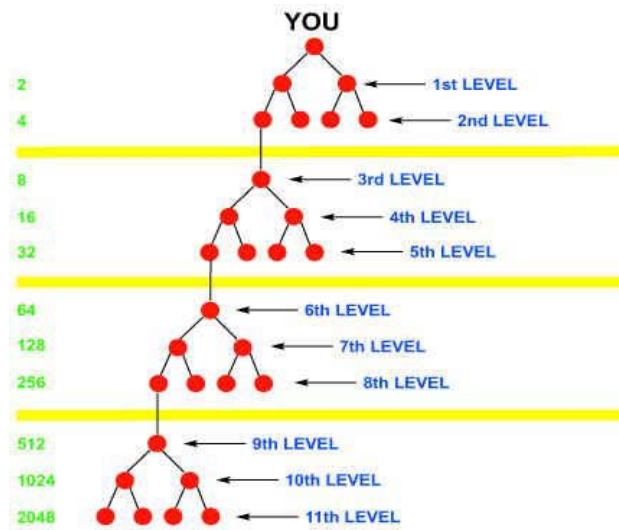 YOU
2 1st LEVEL
4 2nd LEVEL
8 3rd LEVEL
16 4th LEVEL
32 5th LEVEL
64 6th LEVEL
128 7th LEVEL
256 8th LEVEL
512 9th LEVEL
1024 10th LEVEL
2048 11th LEVEL